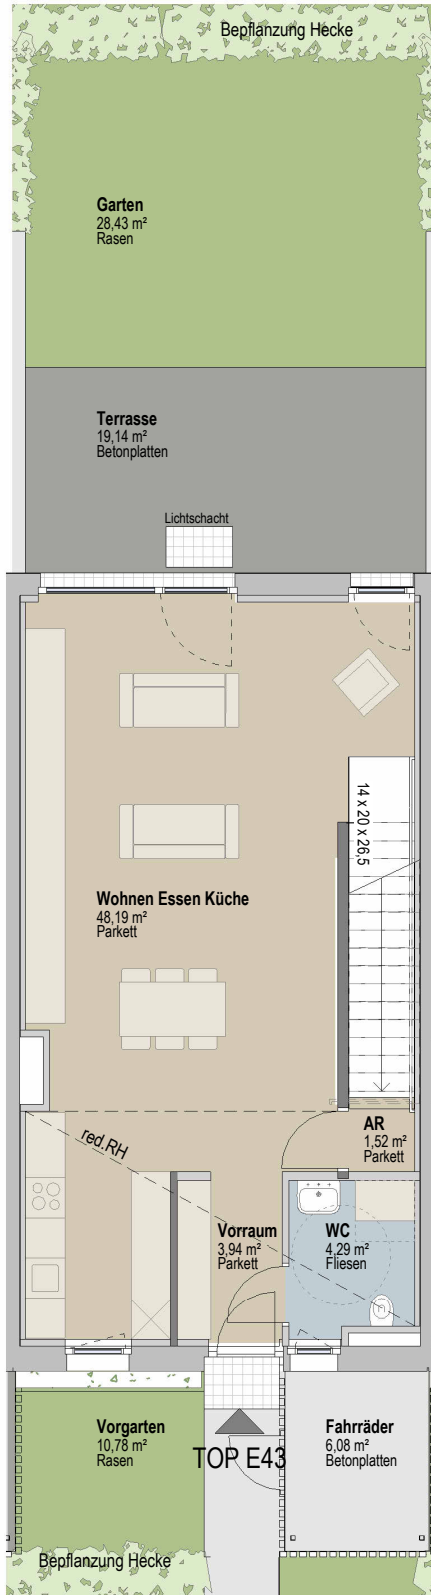 Bepflanzung Hecke
Garten
28,43 m²
Rasen
Terrasse
19,14 m²
Betonplatten
Lichtschacht
14 x 20 x 26,5
Wohnen Essen Küche
48,19 m²
Parkett
AR
1,52 m²
Parkett
red.RH
Vorraum
3,94 m²
Parkett
WC
4,29 m²
Fliesen
Vorgarten
10,78 m²
Rasen
TOP E43
Fahrräder
6,08 m²
Betonplatten
Bepflanzung Hecke